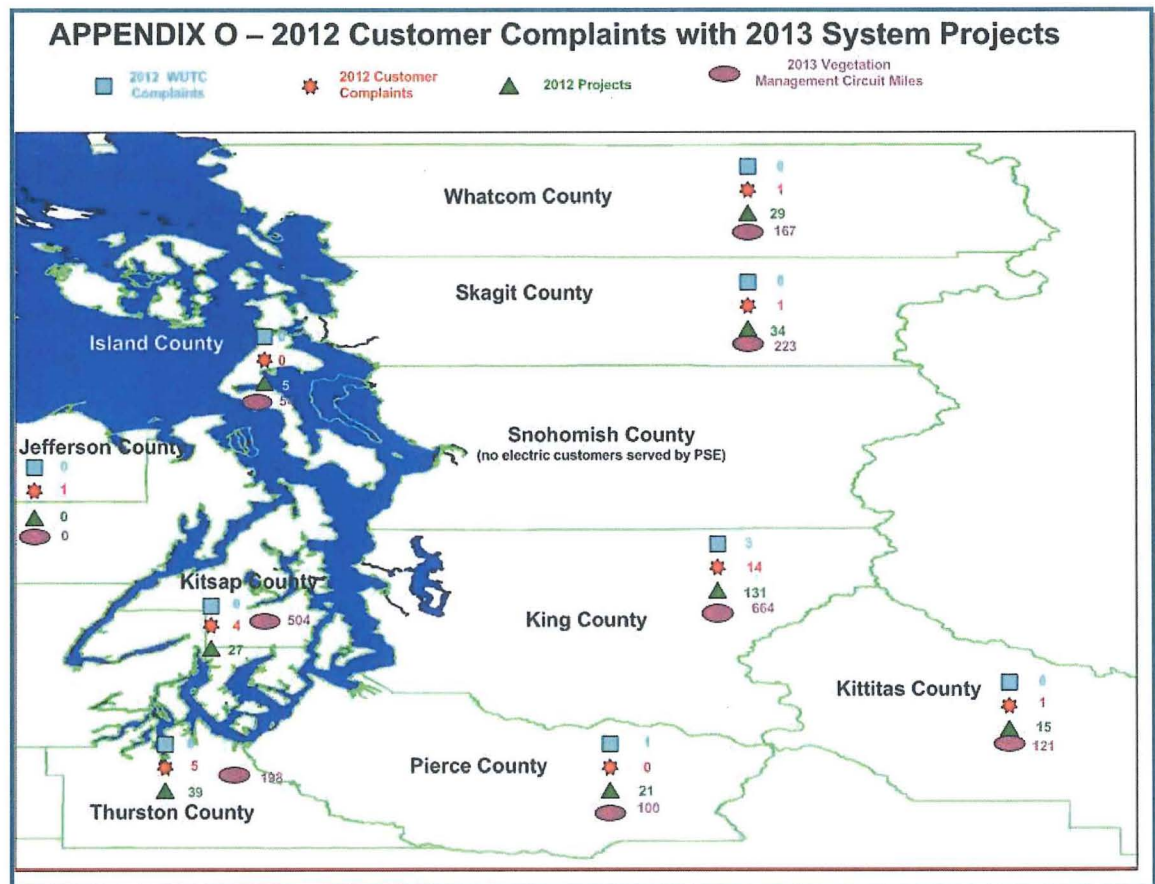 APPENDIX O – 2012 Customer Complaints with 2013 System Projects
2012 WUTC
Complaints
2012 Customer
Complaints
2012 Projects
2013 Vegetation
Management Circuit Miles
Whatcom County
0
1
29
167
Skagit County
0
1
34
223
Island County
0
0
5
Snohomish County
(no electric customers served by PSE)
Jefferson County
0
1
0
0
Kitsap County
0
4
27
504
King County
3
14
131
664
Kittitas County
0
1
15
121
Pierce County
1
0
21
100
5
39
198
Thurston County